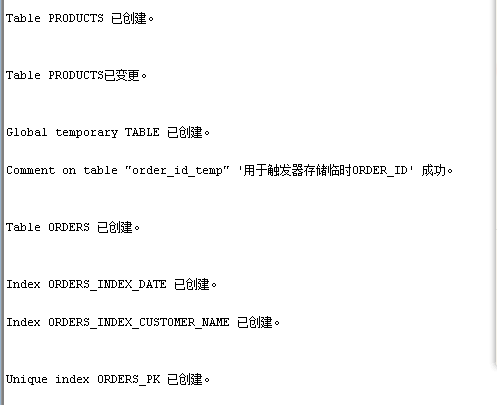 Table PRODUCTS 已创建。
Table PRODUCTS已变更。
Global temporary TABLE 已创建。
Comment on table "order_id_temp" '用于触发器存储临时ORDER_ID' 成功。
Table ORDERS 已创建。
Index ORDERS_INDEX_DATE 已创建。
Index ORDERS_INDEX_CUSTOMER_NAME 已创建。
Unique index ORDERS_PK 已创建。